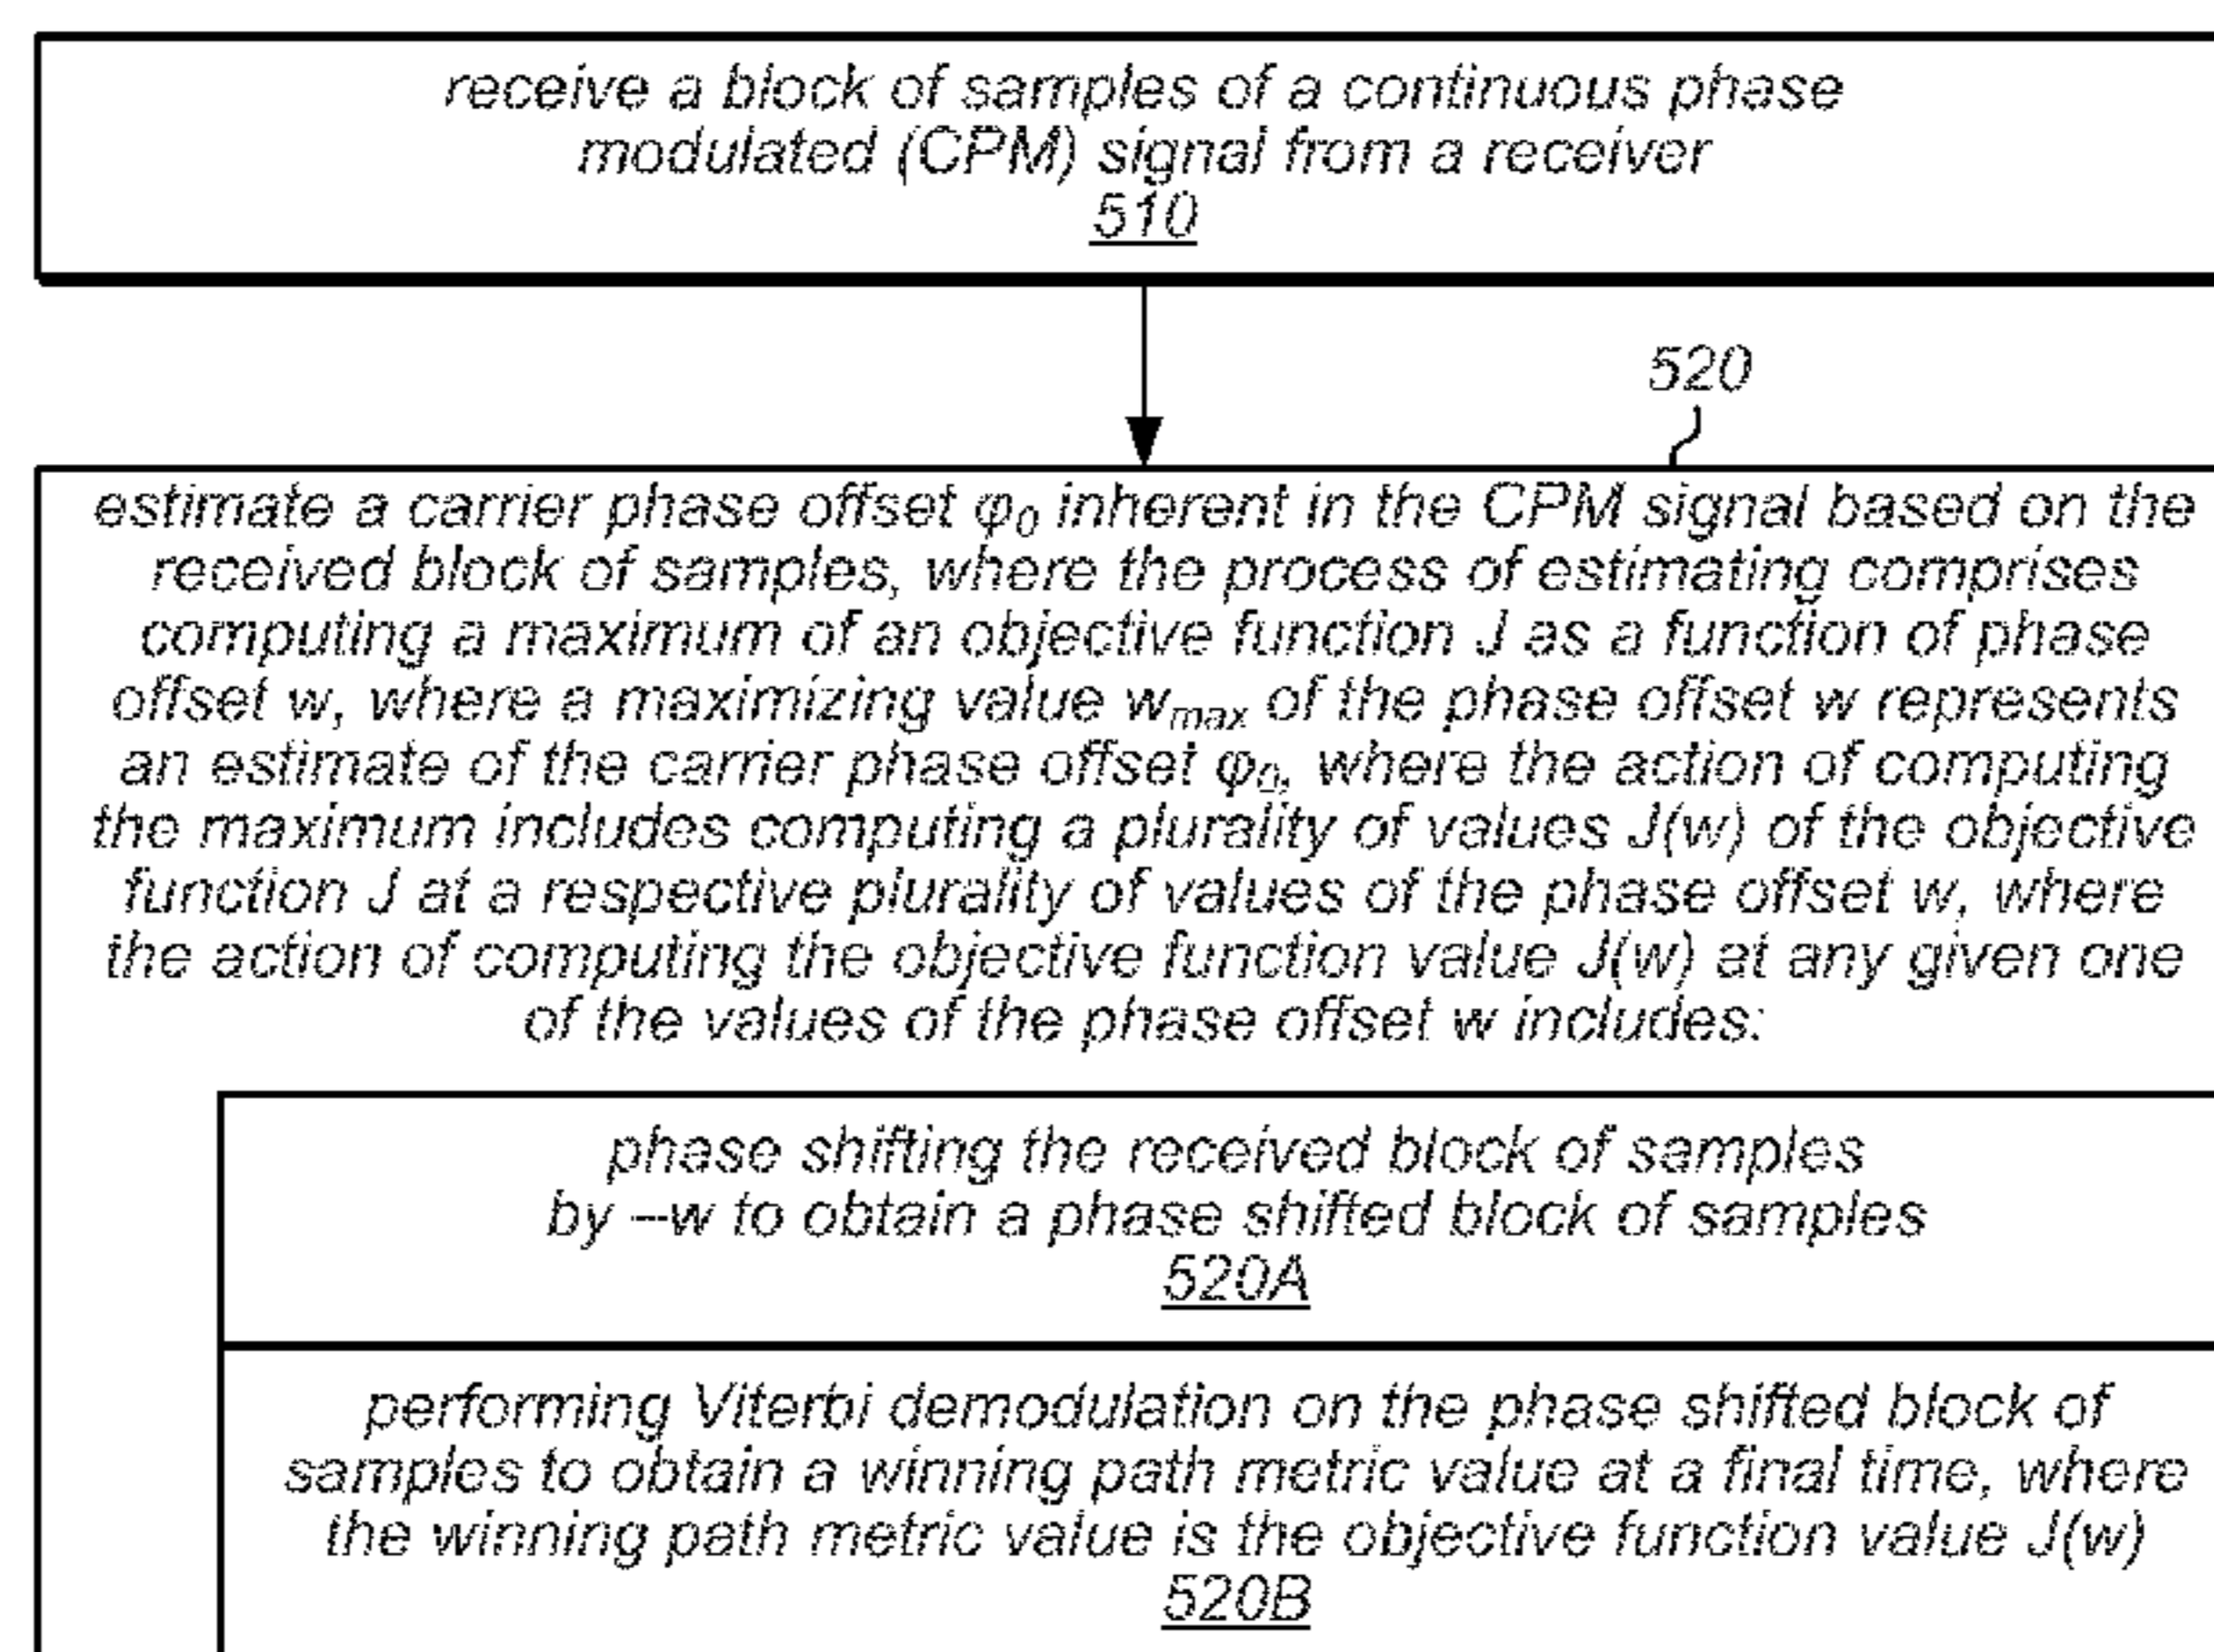 receive a block of samples of a continuous phase
modulated (CPM) signal from a receiver
510
520
estimate a carrier phase offset φ₀ inherent in the CPM signal based on the
received block of samples, where the process of estimating comprises
computing a maximum of an objective function J as a function of phase
offset w, where a maximizing value wmax of the phase offset w represents
an estimate of the carrier phase offset φ₀, where the action of computing
the maximum includes computing a plurality of values J(w) of the objective
function J at a respective plurality of values of the phase offset w, where
the action of computing the objective function value J(w) at any given one
of the values of the phase offset w includes:
phase shifting the received block of samples
by –w to obtain a phase shifted block of samples
520A
performing Viterbi demodulation on the phase shifted block of
samples to obtain a winning path metric value at a final time, where
the winning path metric value is the objective function value J(w)
520B